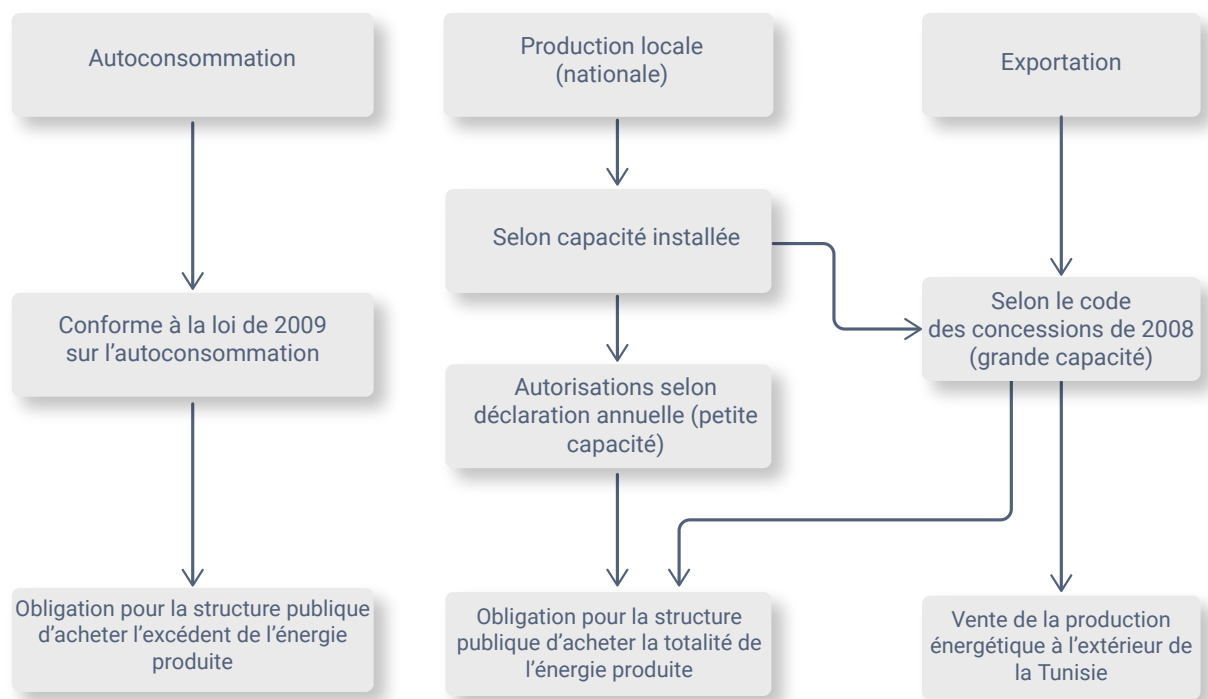 Autoconsommation
Production locale
(nationale)
Exportation
Selon capacité installée
Conforme à la loi de 2009
sur l’autoconsommation
Selon le code
des concessions de 2008
(grande capacité)
Autorisations selon
déclaration annuelle (petite
capacité)
Obligation pour la structure publique
d’acheter l’excédent de l’énergie
produite
Obligation pour la structure
publique d’acheter la totalité de
l’énergie produite
Vente de la production
énergétique à l’extérieur de
la Tunisie